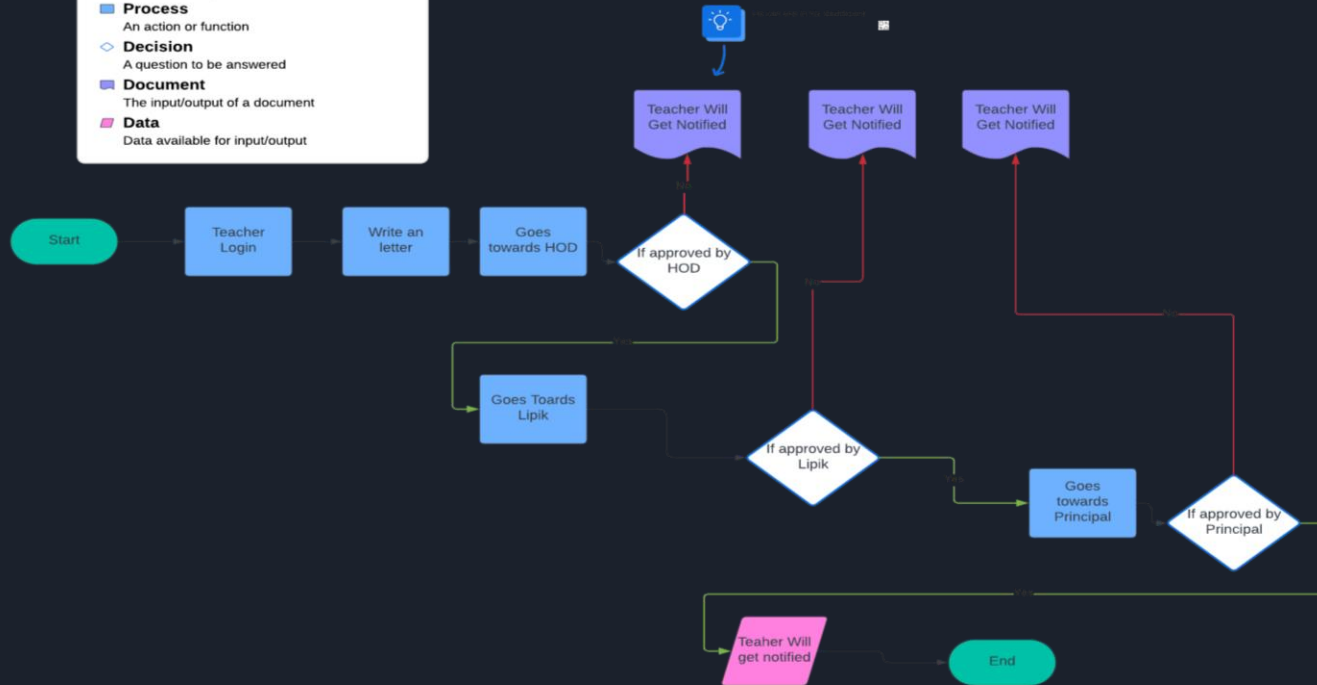 Process
An action or function
Decision
A question to be answered
Document
The input/output of a document
Data
Data available for input/output
Teacher Will
Get Notified
Teacher Will
Get Notified
Teacher Will
Get Notified
No
Start
Teacher
Login
Write an
letter
Goes
towards HOD
If approved by
HOD
No
No
Yes
Goes Toards
Lipik
If approved by
Lipik
Yes
Goes
towards
Principal
If approved by
Principal
Yes
Teaher Will
get notified
End